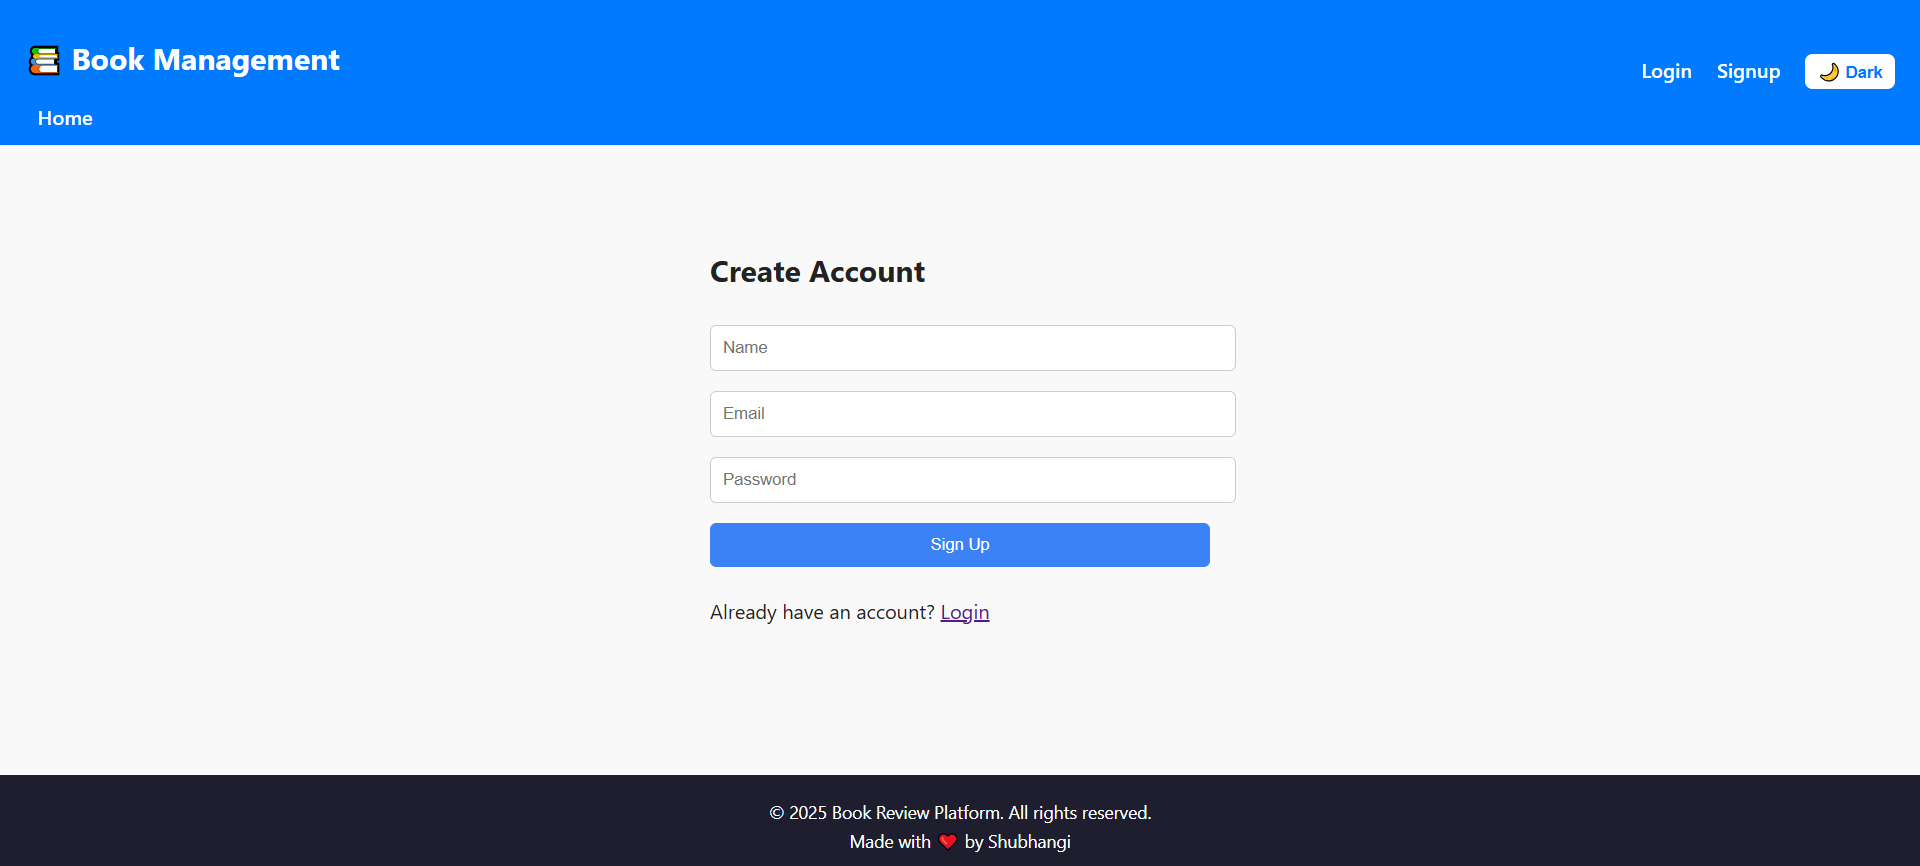 📚 Book Management
Home
Login Signup 🌙 Dark
Create Account
Name
Email
Password
Sign Up
Already have an account? Login
© 2025 Book Review Platform. All rights reserved.
Made with ❤️ by Shubhangi